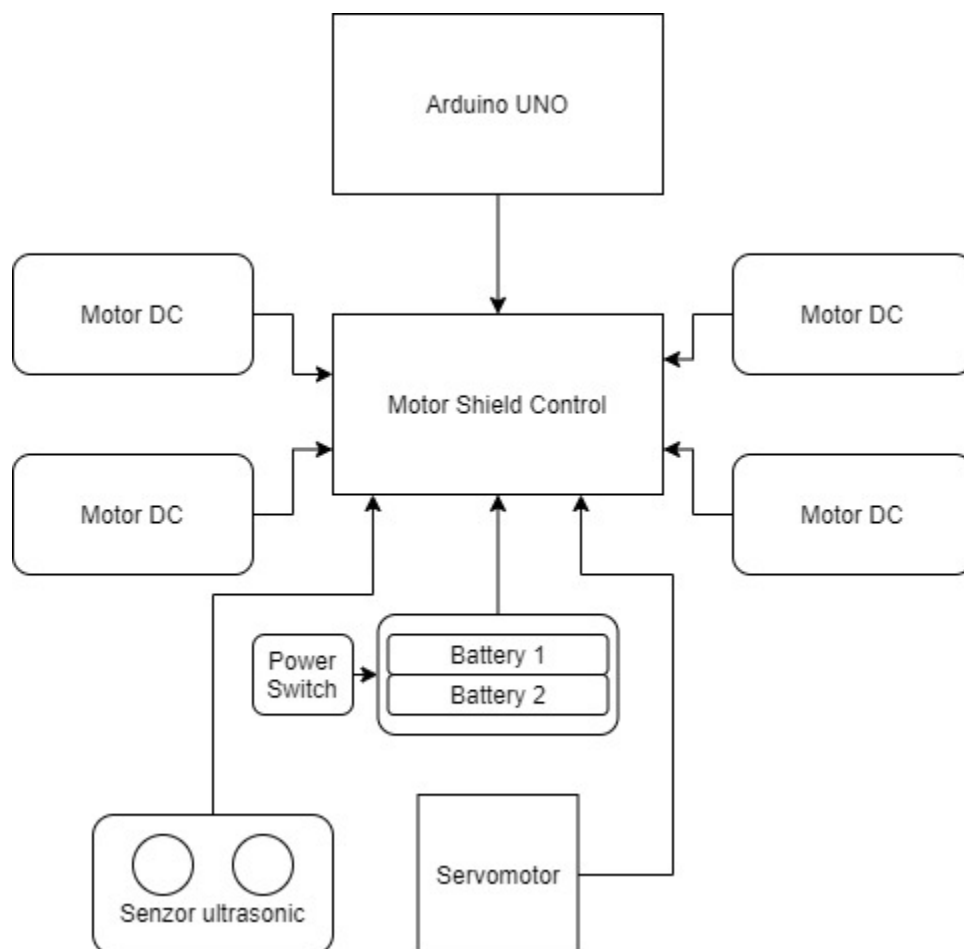 Arduino UNO
Motor DC
Motor DC
Motor Shield Control
Motor DC
Motor DC
Power
Switch
Battery 1
Battery 2
Senzor ultrasonic
Servomotor